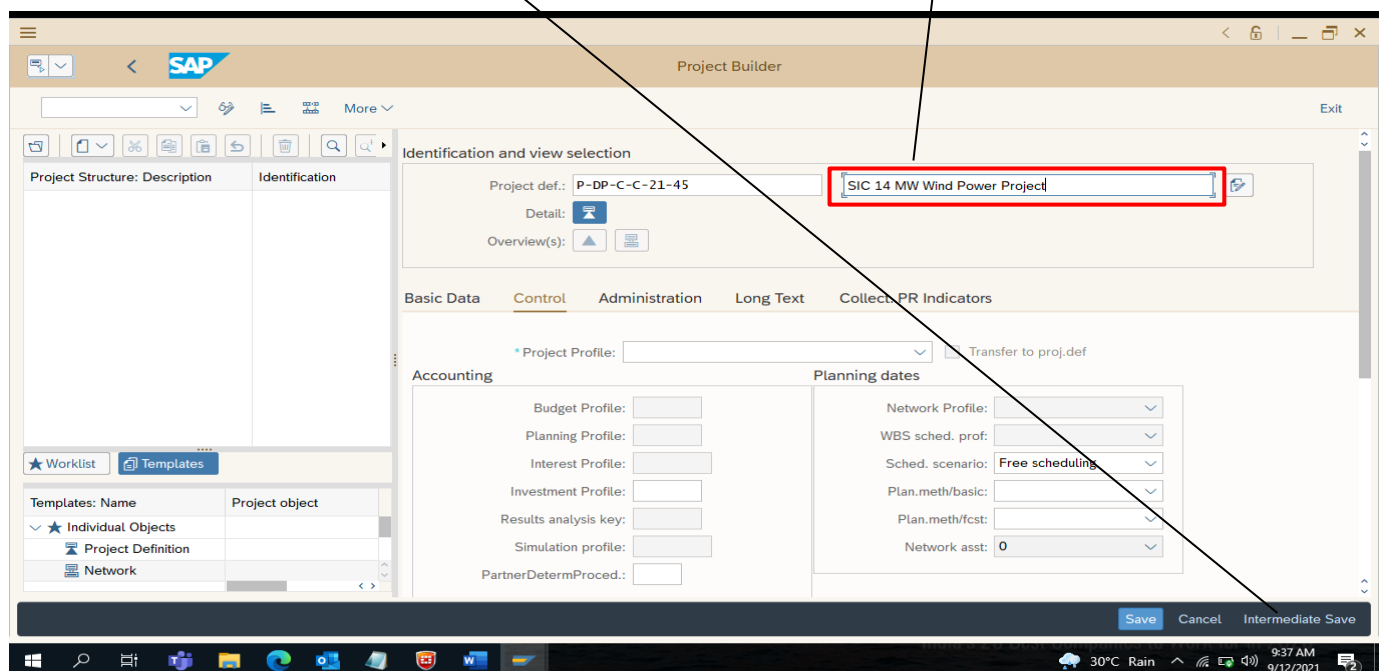 SAP
Project Builder
More
Exit
Project Structure: Description Identification
Identification and view selection
Project def.: P-DP-C-C-21-45 SIC 14 MW Wind Power Project
Detail:
Overview(s):
Basic Data Control Administration Long Text Collect. PR Indicators
* Project Profile: Transfer to proj.def
Accounting Planning dates
Budget Profile: Network Profile:
Planning Profile: WBS sched. prof:
Interest Profile: Sched. scenario: Free scheduling
Investment Profile: Plan.meth/basic:
Results analysis key: Plan.meth/fcst:
Simulation profile: Network asst: 0
PartnerDetermProced.:
Worklist Templates
Templates: Name Project object
Individual Objects
Project Definition
Network
Save Cancel Intermediate Save
30°C Rain
9:37 AM
9/12/2021
2